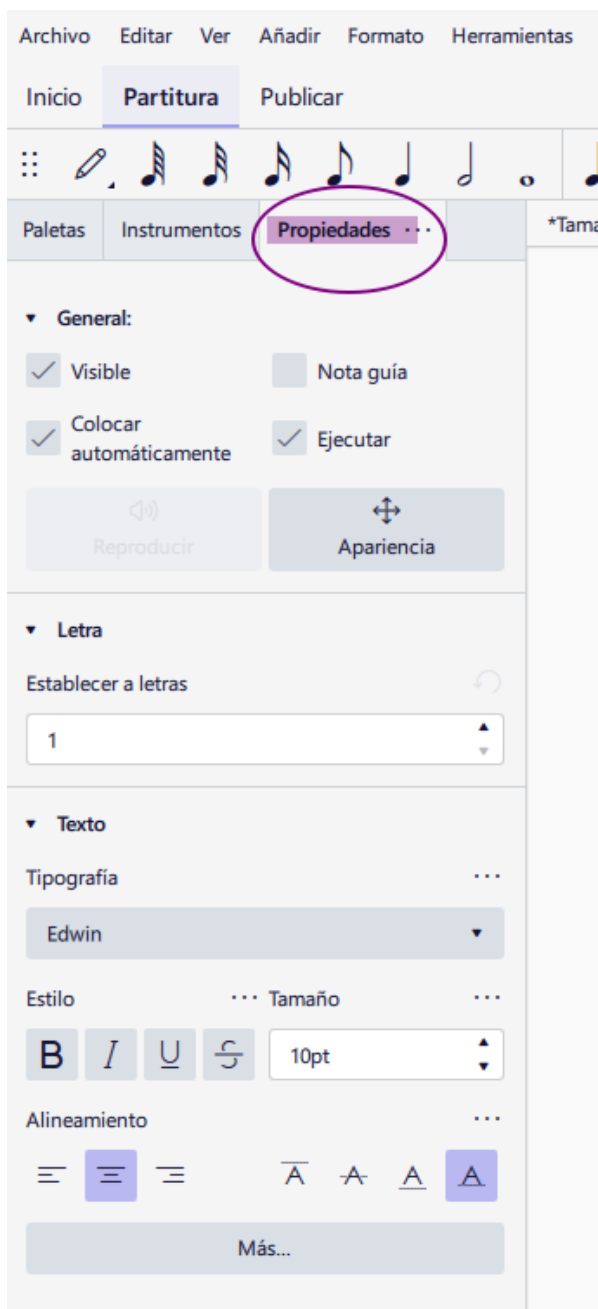 Archivo Editar Ver Añadir Formato Herramientas
Inicio Partitura Publicar
Paletas Instrumentos Propiedades ··· *Tama
General:
Visible Nota guía
Colocar automáticamente Ejecutar
Reproducir Apariencia
Letra
Establecer a letras
1
Texto
Tipografía ···
Edwin
Estilo ··· Tamaño ···
B I U S 10pt
Alineamiento ···
A A A A
Más...